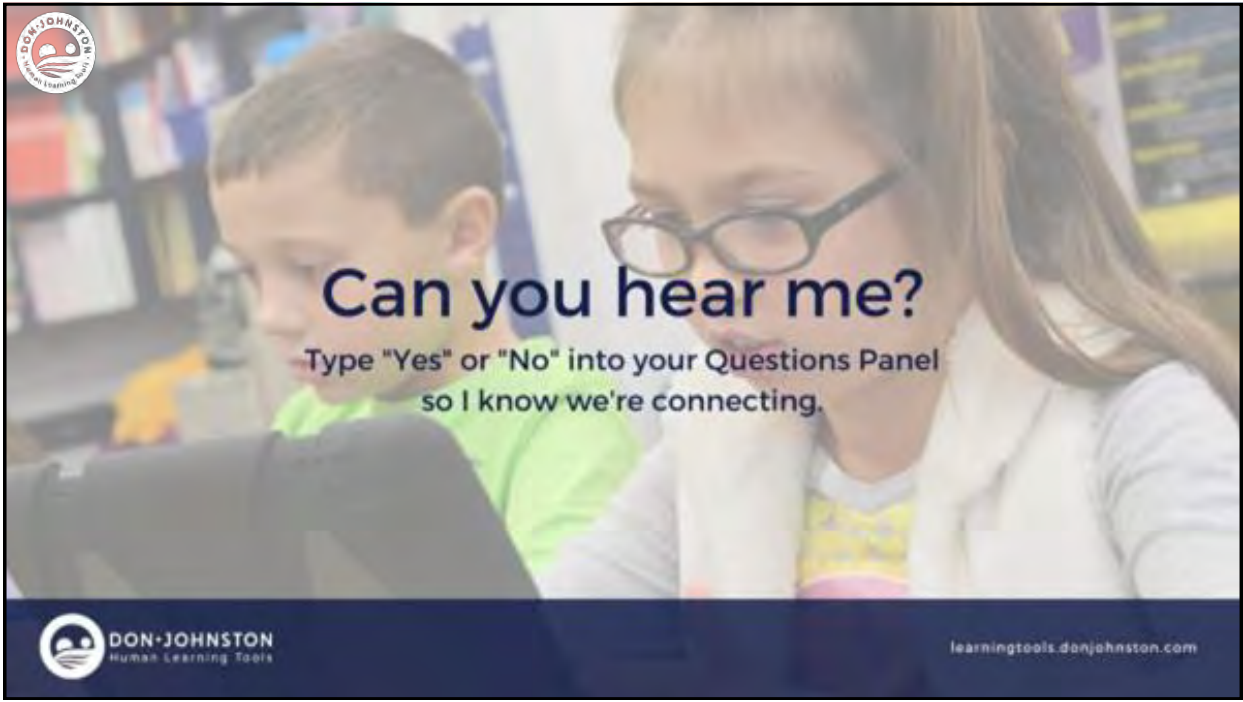 DON·JOHNSTON
Human Learning Tools
Can you hear me?
Type "Yes" or "No" into your Questions Panel
so I know we're connecting.
DON·JOHNSTON
Human Learning Tools
learningtools.donjohnston.com